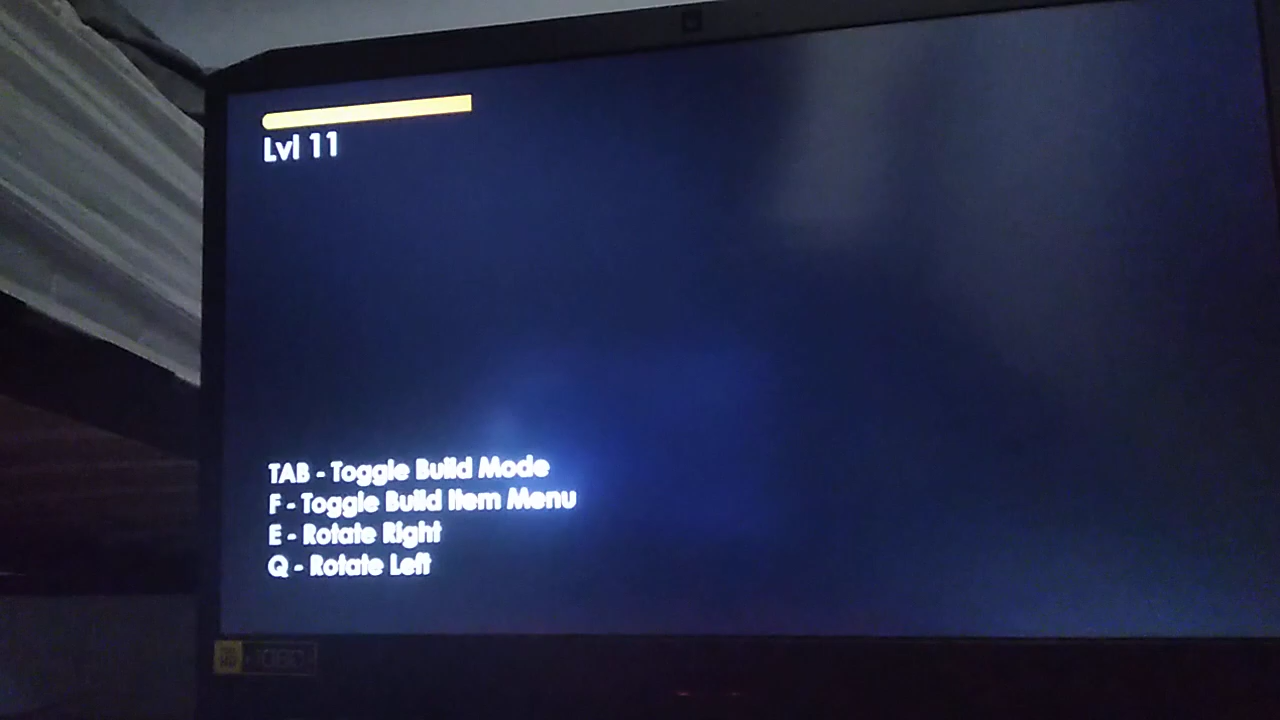 Lvl 11
TAB - Toggle Build Mode
F - Toggle Build Item Menu
E - Rotate Right
Q - Rotate Left